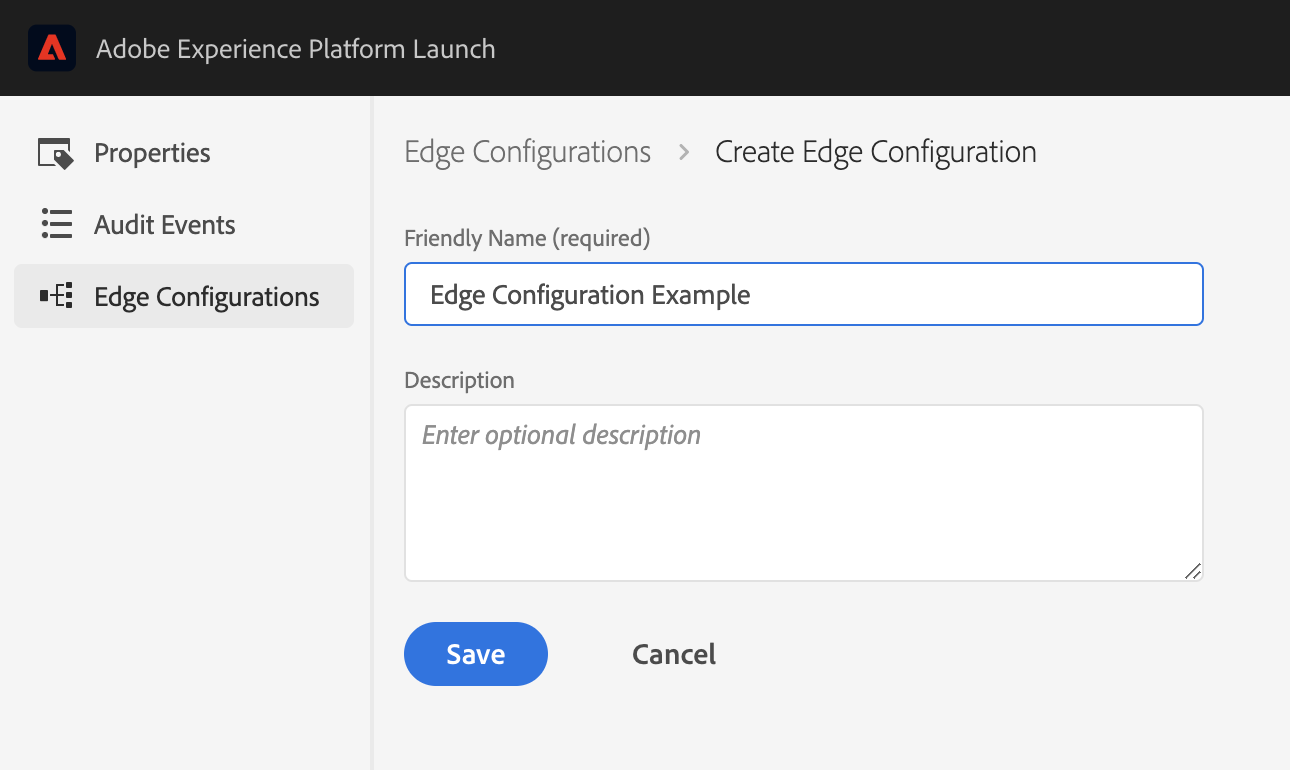 Adobe Experience Platform Launch
Properties
Audit Events
Edge Configurations
Edge Configurations > Create Edge Configuration
Friendly Name (required)
Edge Configuration Example
Description
Enter optional description
Save Cancel